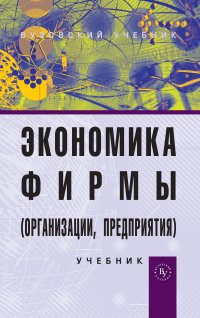 ВУЗОВСКИЙ УЧЕБНИК
ЭКОНОМИКА
ФИРМЫ
(ОРГАНИЗАЦИИ, ПРЕДПРИЯТИЯ)
УЧЕБНИК